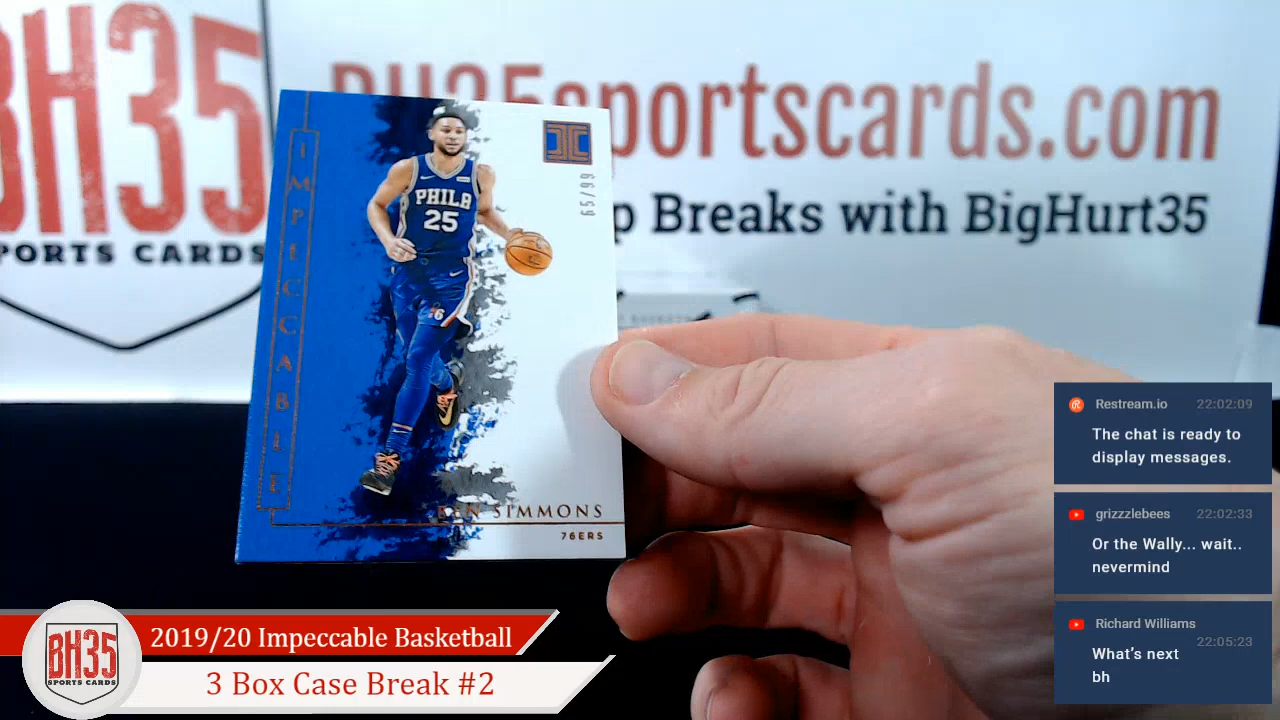 BH35
SPORTS CARDS
BH35sportscards.com
p Breaks with BigHurt35
IMPECCABLE
65/99
PHILA
25
BEN SIMMONS
76ERS
Restream.io 22:02:09
The chat is ready to
display messages.
grizzzlebees 22:02:33
Or the Wally... wait..
nevermind
Richard Williams
22:05:23
What's next
bh
BH35
SPORTS CARDS
2019/20 Impeccable Basketball
3 Box Case Break #2